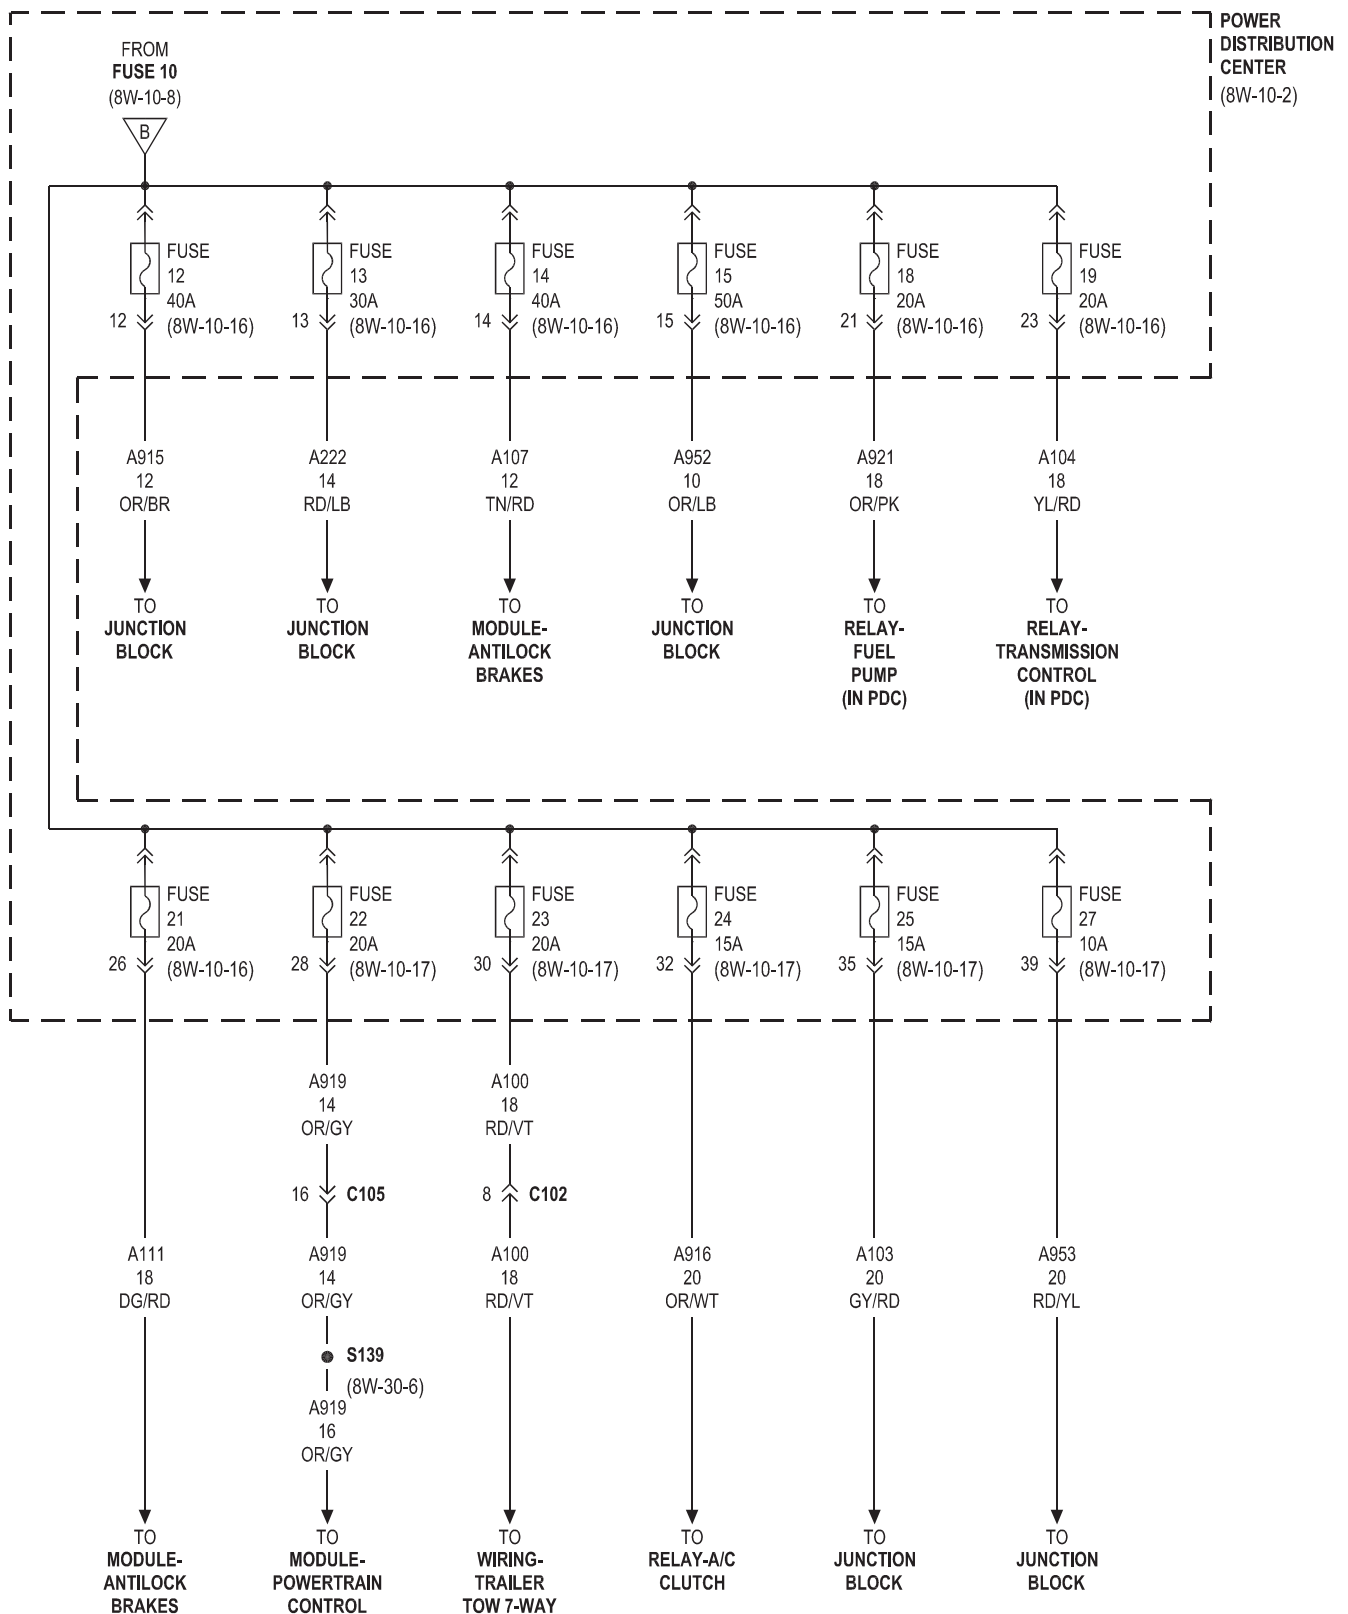 POWER
DISTRIBUTION
CENTER
(8W-10-2)
FROM
FUSE 10
(8W-10-8)
B
FUSE
12
40A
(8W-10-16)
12
FUSE
13
30A
(8W-10-16)
13
FUSE
14
40A
(8W-10-16)
14
FUSE
15
50A
(8W-10-16)
15
FUSE
18
20A
(8W-10-16)
21
FUSE
19
20A
(8W-10-16)
23
A915
12
OR/BR
A222
14
RD/LB
A107
12
TN/RD
A952
10
OR/LB
A921
18
OR/PK
A104
18
YL/RD
TO
JUNCTION
BLOCK
TO
JUNCTION
BLOCK
TO
MODULE-
ANTILOCK
BRAKES
TO
JUNCTION
BLOCK
TO
RELAY-
FUEL
PUMP
(IN PDC)
TO
RELAY-
TRANSMISSION
CONTROL
(IN PDC)
FUSE
21
20A
(8W-10-16)
26
FUSE
22
20A
(8W-10-17)
28
FUSE
23
20A
(8W-10-17)
30
FUSE
24
15A
(8W-10-17)
32
FUSE
25
15A
(8W-10-17)
35
FUSE
27
10A
(8W-10-17)
39
A919
14
OR/GY
A100
18
RD/VT
16 C105
8 C102
A111
18
DG/RD
A919
14
OR/GY
A100
18
RD/VT
A916
20
OR/WT
A103
20
GY/RD
A953
20
RD/YL
S139
(8W-30-6)
A919
16
OR/GY
TO
MODULE-
ANTILOCK
BRAKES
TO
MODULE-
POWERTRAIN
CONTROL
TO
WIRING-
TRAILER
TOW 7-WAY
TO
RELAY-A/C
CLUTCH
TO
JUNCTION
BLOCK
TO
JUNCTION
BLOCK